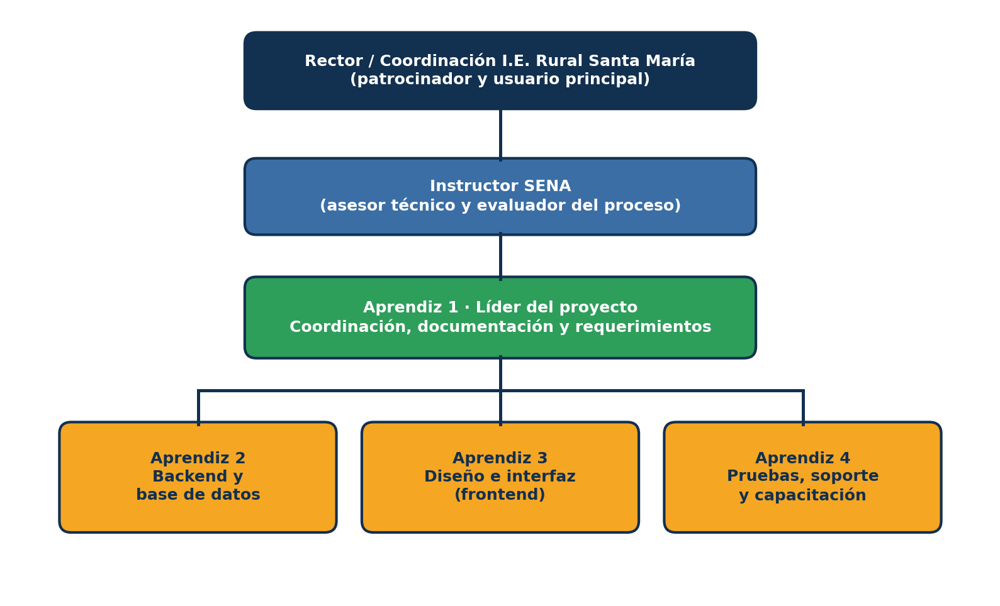 Rector / Coordinación I.E. Rural Santa María
(patrocinador y usuario principal)
Instructor SENA
(asesor técnico y evaluador del proceso)
Aprendiz 1 · Líder del proyecto
Coordinación, documentación y requerimientos
Aprendiz 2
Backend y
base de datos
Aprendiz 3
Diseño e interfaz
(frontend)
Aprendiz 4
Pruebas, soporte
y capacitación